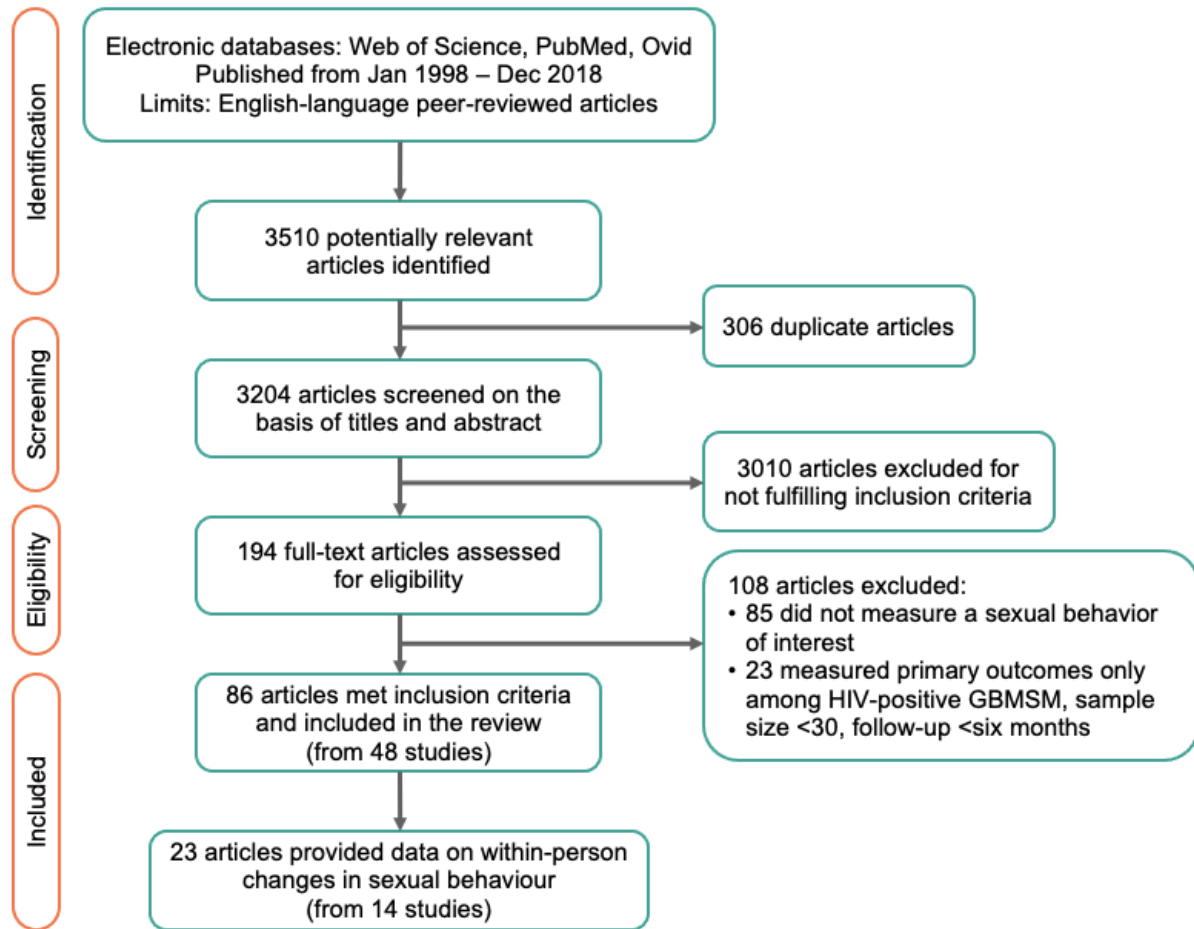 Identification
Electronic databases: Web of Science, PubMed, Ovid
Published from Jan 1998 – Dec 2018
Limits: English-language peer-reviewed articles
3510 potentially relevant
articles identified
306 duplicate articles
Screening
3204 articles screened on the
basis of titles and abstract
3010 articles excluded for
not fulfilling inclusion criteria
Eligibility
194 full-text articles assessed
for eligibility
108 articles excluded:
• 85 did not measure a sexual behavior
of interest
• 23 measured primary outcomes only
among HIV-positive GBMSM, sample
size <30, follow-up <six months
Included
86 articles met inclusion criteria
and included in the review
(from 48 studies)
23 articles provided data on within-person
changes in sexual behaviour
(from 14 studies)